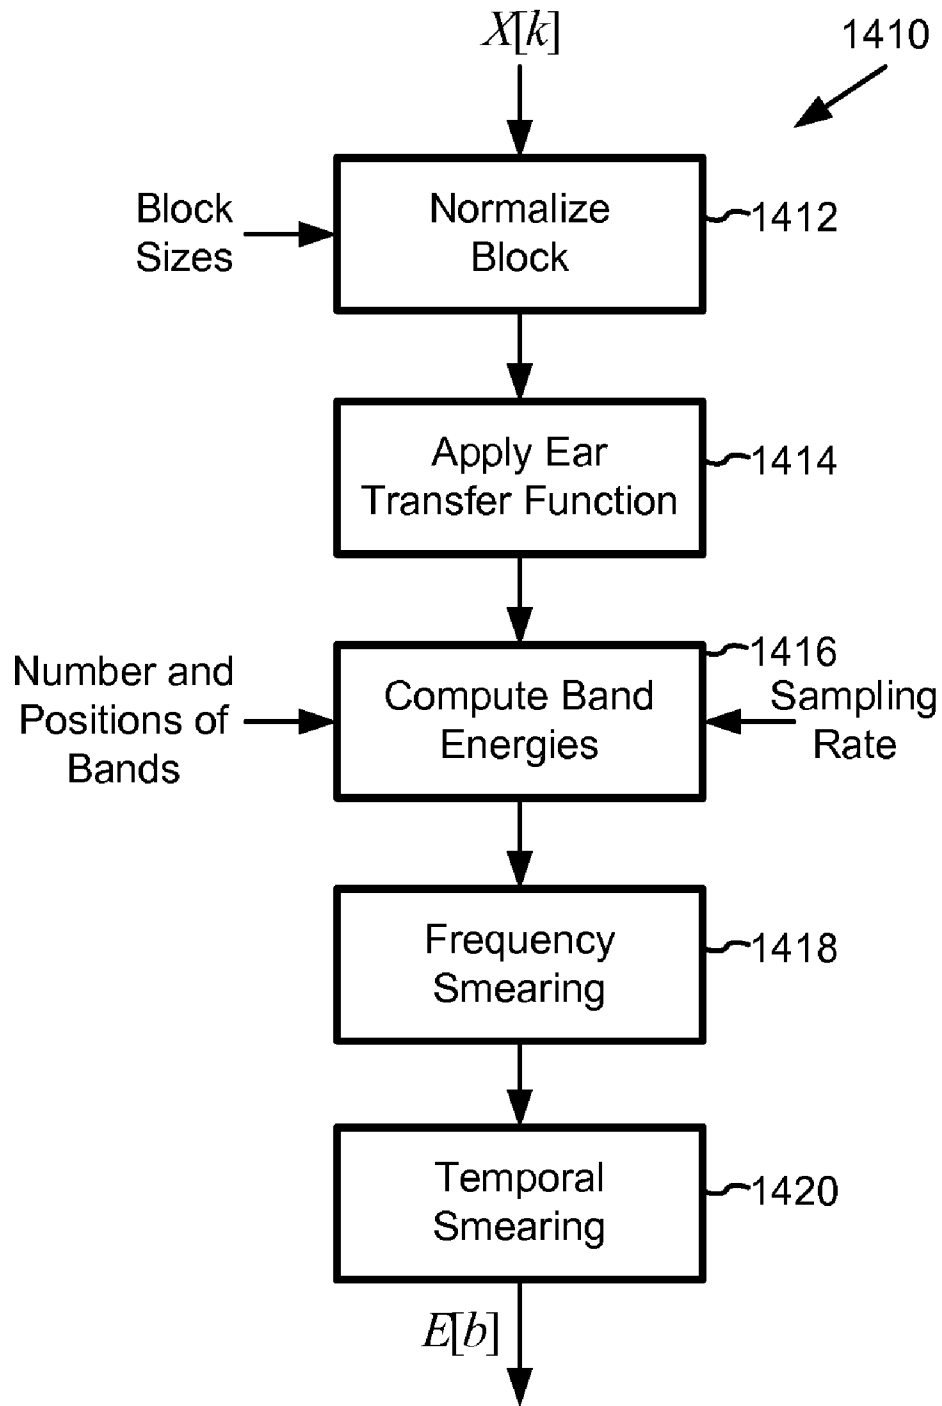 X[k]
1410
Block
Sizes
Normalize
Block
1412
Apply Ear
Transfer Function
1414
Number and
Positions of
Bands
Compute Band
Energies
1416
Sampling
Rate
Frequency
Smearing
1418
Temporal
Smearing
1420
E[b]